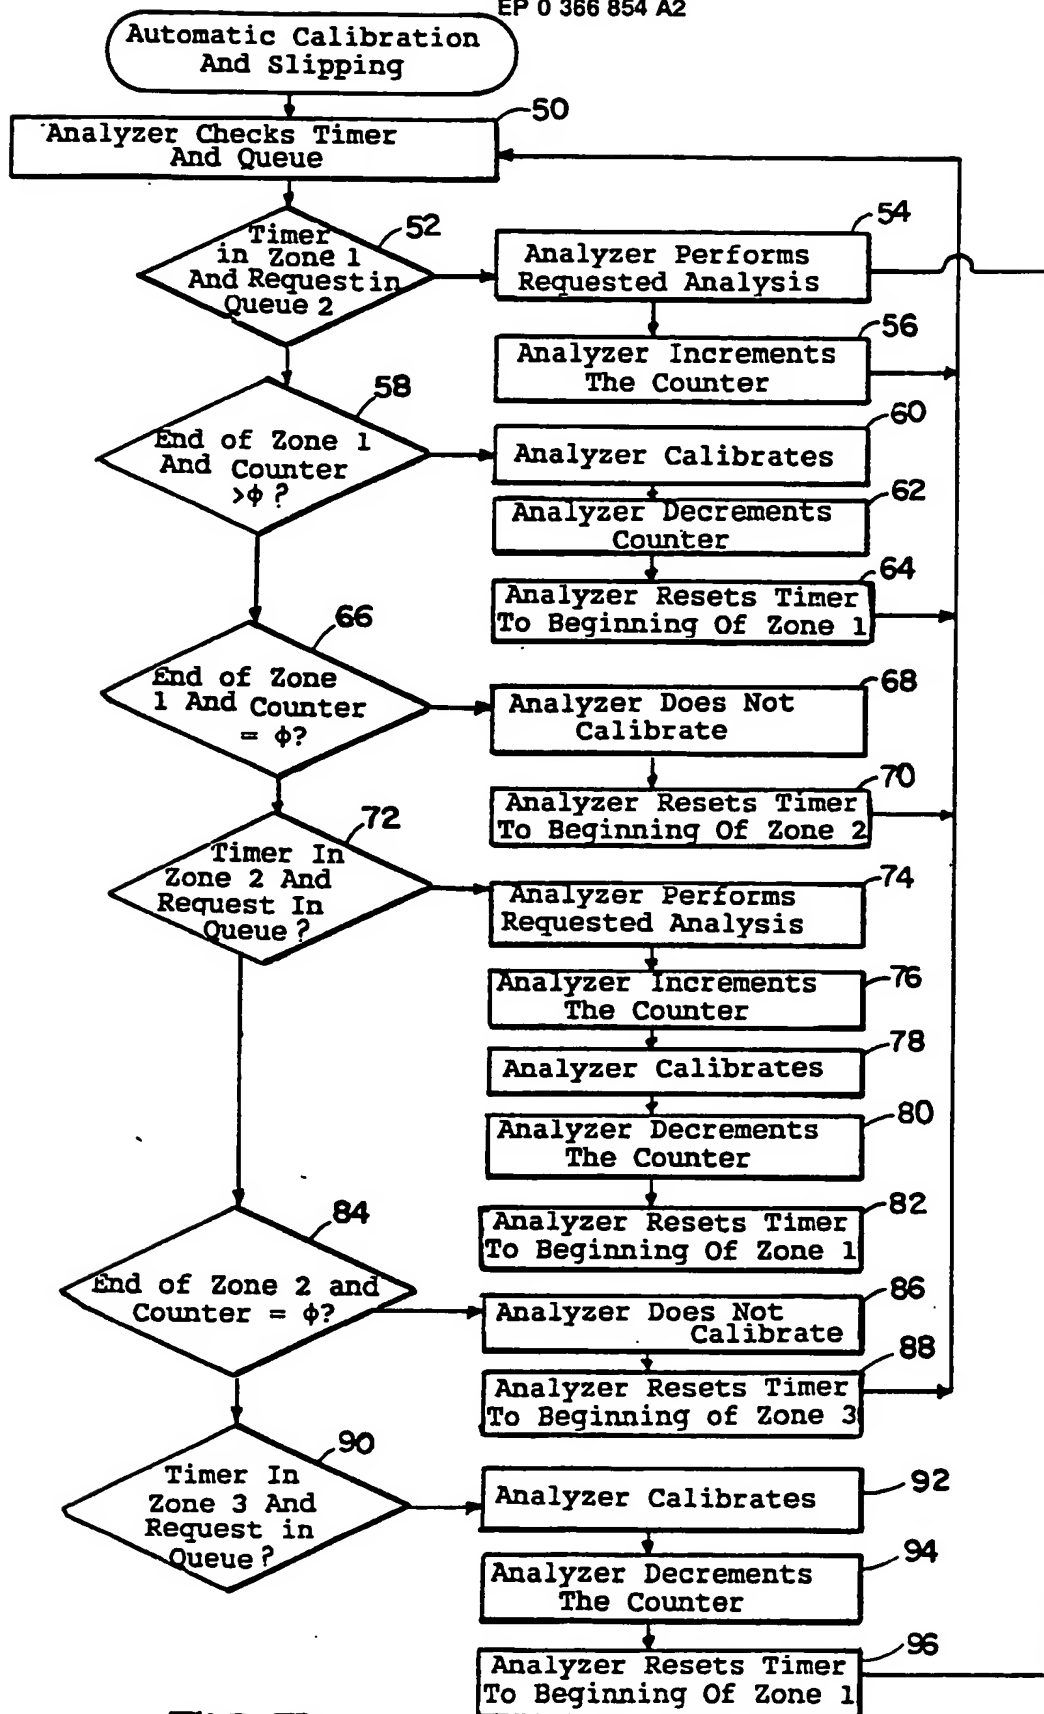 EP 0 366 854 A2
Automatic Calibration
And Slipping
50
Analyzer Checks Timer
And Queue
52
Timer
in Zone 1
And Request in
Queue 2
54
Analyzer Performs
Requested Analysis
56
Analyzer Increments
The Counter
58
End of Zone 1
And Counter
>ϕ ?
60
Analyzer Calibrates
62
Analyzer Decrements
Counter
64
Analyzer Resets Timer
To Beginning Of Zone 1
66
End of Zone
1 And Counter
= ϕ?
68
Analyzer Does Not
Calibrate
70
Analyzer Resets Timer
To Beginning Of Zone 2
72
Timer In
Zone 2 And
Request In
Queue ?
74
Analyzer Performs
Requested Analysis
76
Analyzer Increments
The Counter
78
Analyzer Calibrates
80
Analyzer Decrements
The Counter
82
Analyzer Resets Timer
To Beginning Of Zone 1
84
End of Zone 2 and
Counter = ϕ?
86
Analyzer Does Not
Calibrate
88
Analyzer Resets Timer
To Beginning of Zone 3
90
Timer In
Zone 3 And
Request in
Queue ?
92
Analyzer Calibrates
94
Analyzer Decrements
The Counter
96
Analyzer Resets Timer
To Beginning Of Zone 1